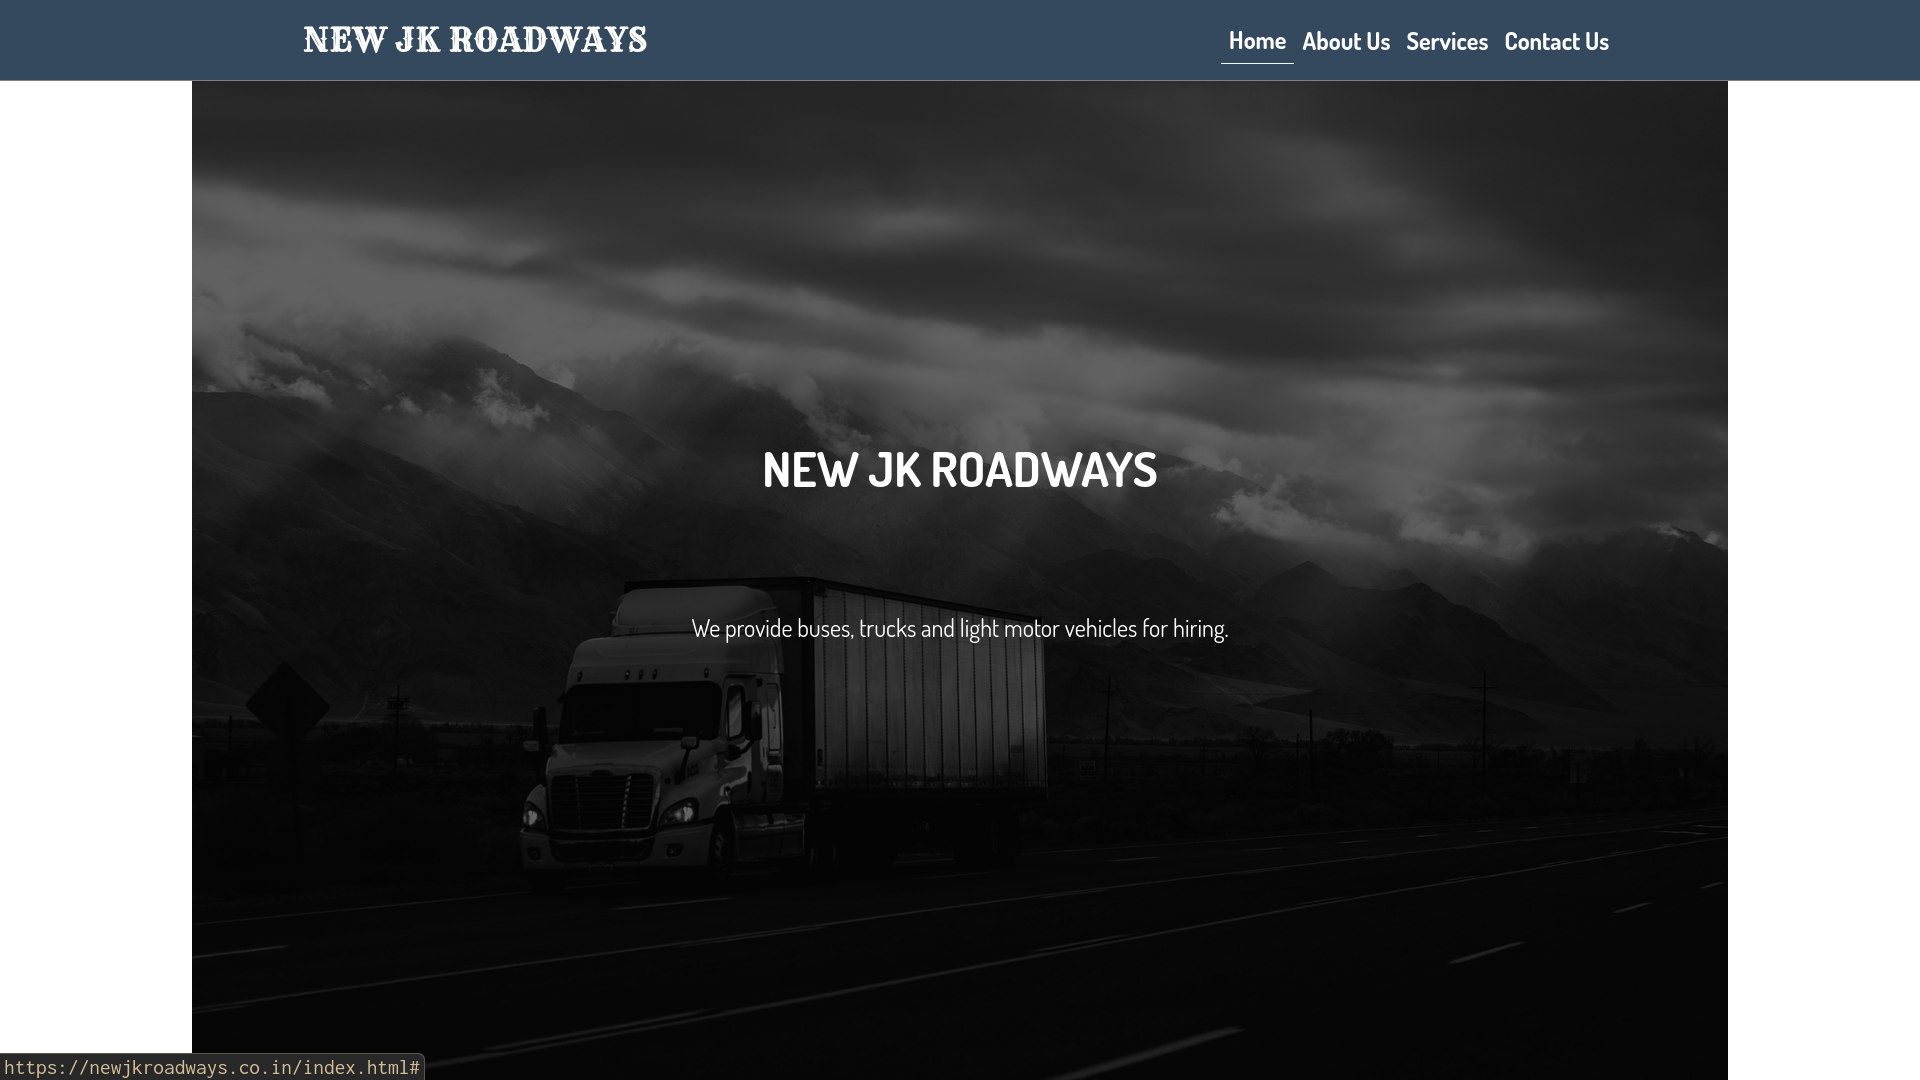 NEW JK ROADWAYS
Home
About Us
Services
Contact Us
NEW JK ROADWAYS
We provide buses, trucks and light motor vehicles for hiring.
https://newjkroadways.co.in/index.html#